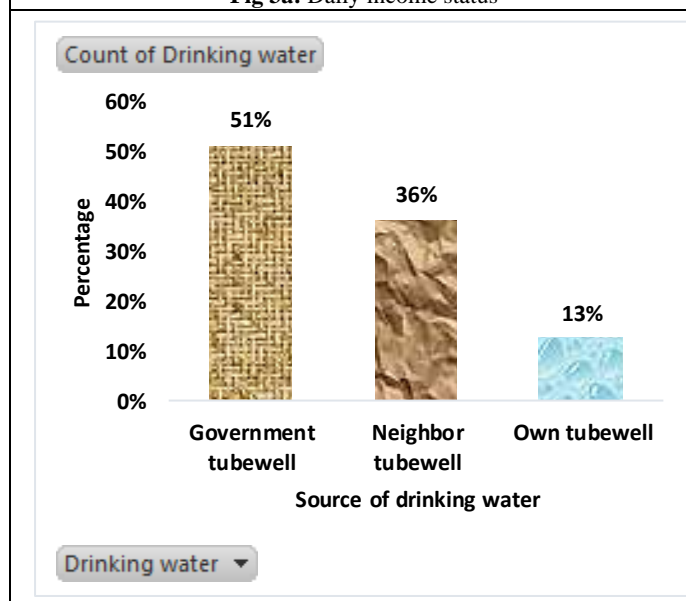 Fig 3a: Daily income status
Count of Drinking water
60%
50%
40%
30%
20%
10%
0%
Percentage
51%
36%
13%
Government
tubewell
Neighbor
tubewell
Own tubewell
Source of drinking water
Drinking water